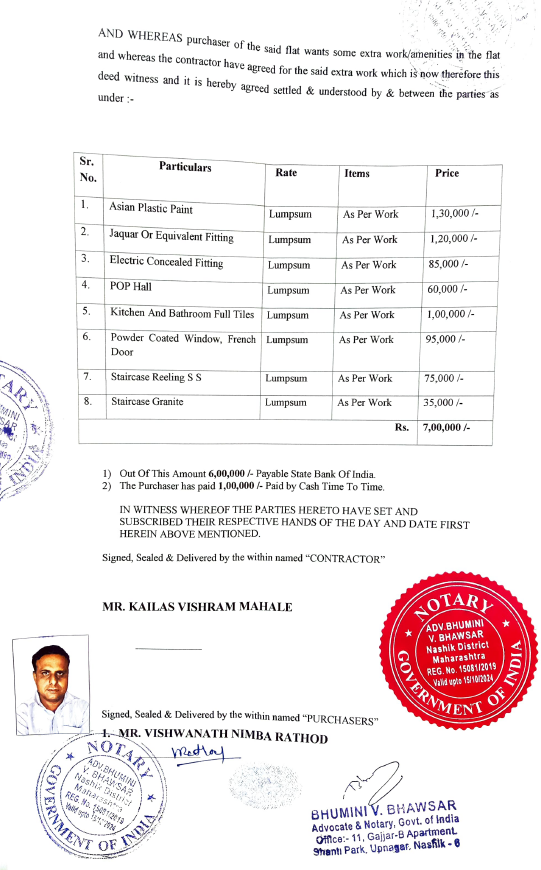 AND WHEREAS purchaser of the said flat wants some extra work/amenities in the flat
and whereas the contractor have agreed for the said extra work which is now therefore this
deed witness and it is hereby agreed settled & understood by & between the parties as
under :-
Sr. No. Particulars Rate Items Price
1. Asian Plastic Paint Lumpsum As Per Work 1,30,000 /-
2. Jaquar Or Equivalent Fitting Lumpsum As Per Work 1,20,000 /-
3. Electric Concealed Fitting Lumpsum As Per Work 85,000 /-
4. POP Hall Lumpsum As Per Work 60,000 /-
5. Kitchen And Bathroom Full Tiles Lumpsum As Per Work 1,00,000 /-
6. Powder Coated Window, French Lumpsum As Per Work 95,000 /-
Door
7. Staircase Reeling S S Lumpsum As Per Work 75,000 /-
8. Staircase Granite Lumpsum As Per Work 35,000 /-
Rs. 7,00,000 /-
1) Out Of This Amount 6,00,000 /- Payable State Bank Of India.
2) The Purchaser has paid 1,00,000 /- Paid by Cash Time To Time.
IN WITNESS WHEREOF THE PARTIES HERETO HAVE SET AND
SUBSCRIBED THEIR RESPECTIVE HANDS OF THE DAY AND DATE FIRST
HEREIN ABOVE MENTIONED.
Signed, Sealed & Delivered by the within named “CONTRACTOR”
MR. KAILAS VISHRAM MAHALE
NOTARY
ADV.BHUMINI
V. BHAWSAR
Nashik District
Maharashtra
REG. No. 15081/2019
Valid upto 15/10/2024
GOVERNMENT OF INDIA
Signed, Sealed & Delivered by the within named “PURCHASERS”
1. MR. VISHWANATH NIMBA RATHOD
NOTARY
ADV.BHUMINI
V. BHAWSAR
Nashik District
Maharashtra
REG. No. 15081/2019
GOVERNMENT OF INDIA
BHUMINI V. BHAWSAR
Advocate & Notary, Govt. of India
Office:- 11, Gajjar-B Apartment.
Shanti Park, Upnagar, Nashik - 6